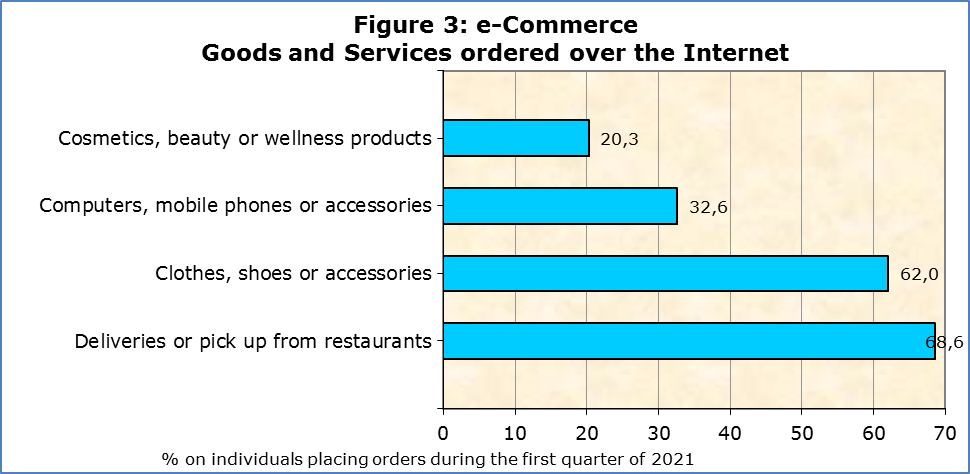 Figure 3: e-Commerce
Goods and Services ordered over the Internet
Cosmetics, beauty or wellness products
20,3
Computers, mobile phones or accessories
32,6
Clothes, shoes or accessories
62,0
Deliveries or pick up from restaurants
68,6
0 10 20 30 40 50 60 70
% on individuals placing orders during the first quarter of 2021